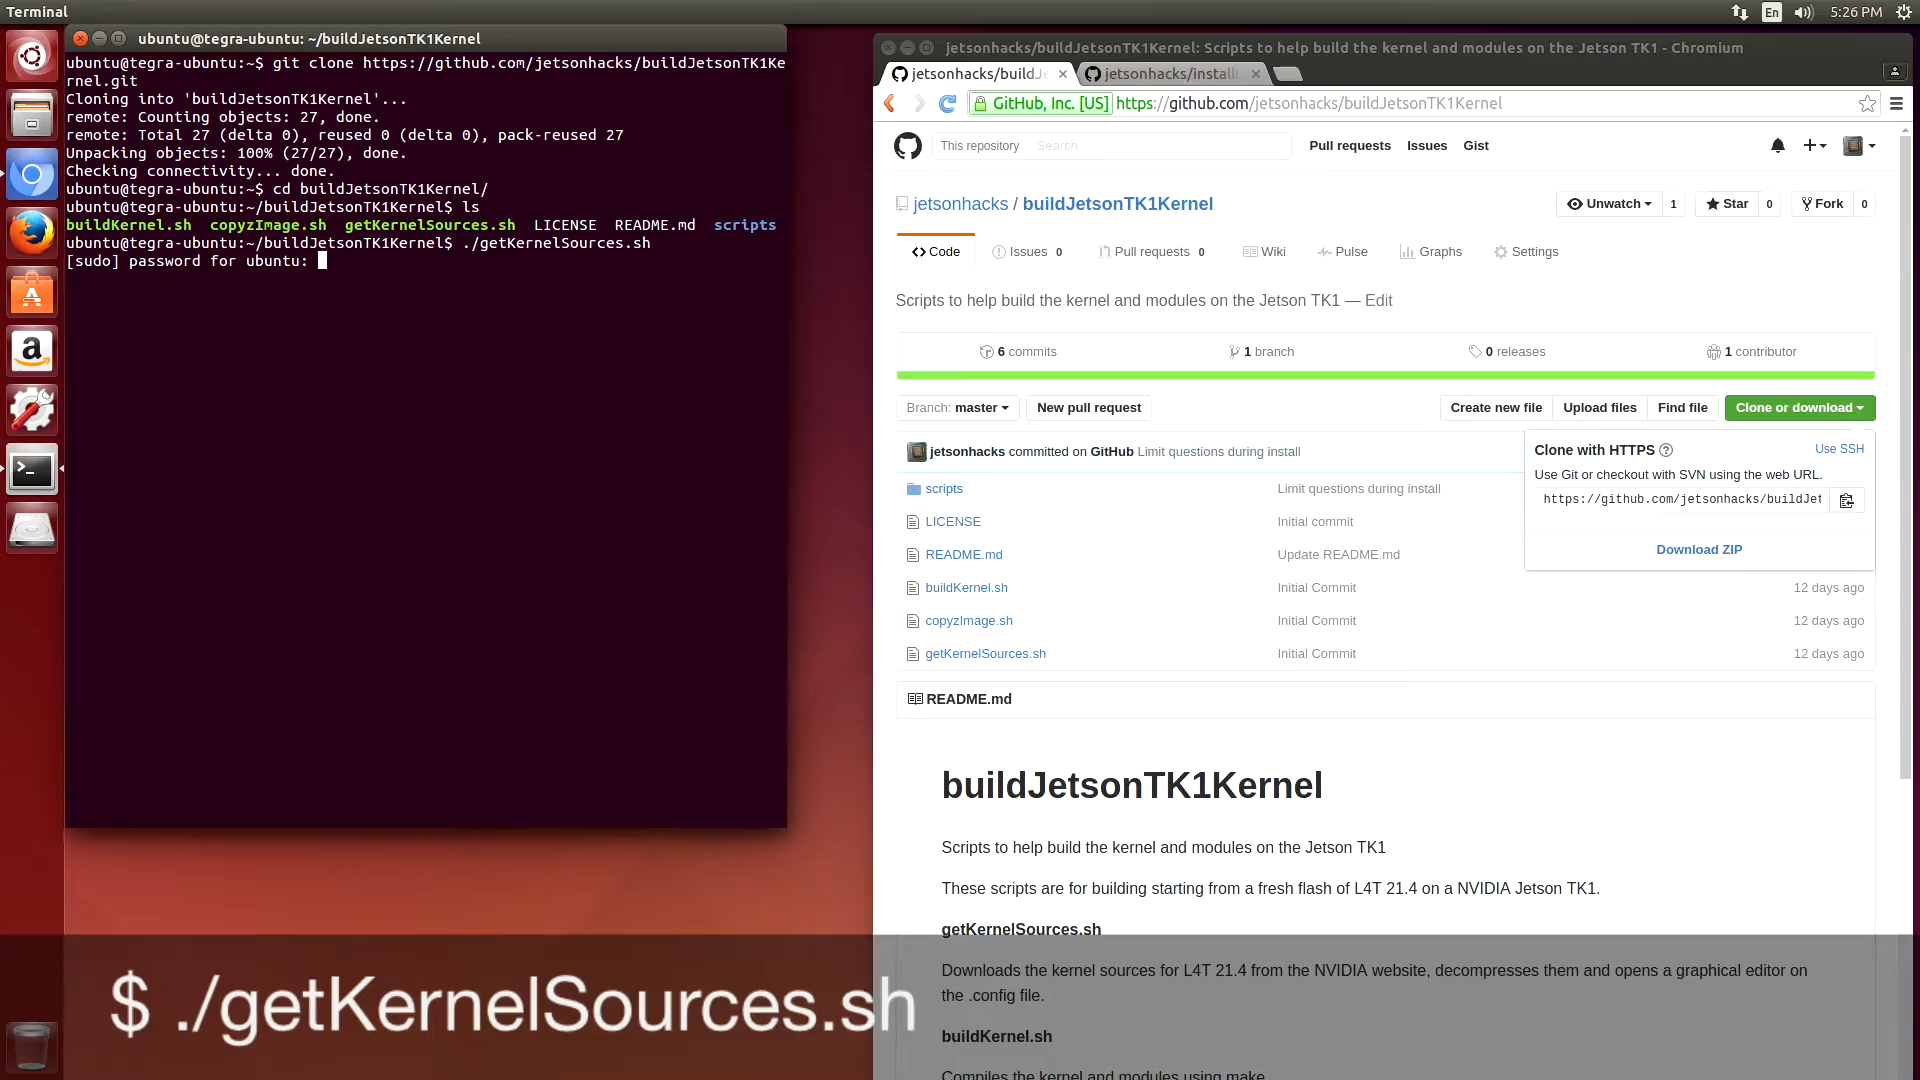 Terminal
En
5:26 PM
ubuntu@tegra-ubuntu: ~/buildJetsonTK1Kernel
ubuntu@tegra-ubuntu:~$ git clone https://github.com/jetsonhacks/buildJetsonTK1Ke
rnel.git
Cloning into 'buildJetsonTK1Kernel'...
remote: Counting objects: 27, done.
remote: Total 27 (delta 0), reused 0 (delta 0), pack-reused 27
Unpacking objects: 100% (27/27), done.
Checking connectivity... done.
ubuntu@tegra-ubuntu:~$ cd buildJetsonTK1Kernel/
ubuntu@tegra-ubuntu:~/buildJetsonTK1Kernel$ ls
buildKernel.sh copyzImage.sh getKernelSources.sh LICENSE README.md scripts
ubuntu@tegra-ubuntu:~/buildJetsonTK1Kernel$ ./getKernelSources.sh
[sudo] password for ubuntu:
jetsonhacks/buildJetsonTK1Kernel: Scripts to help build the kernel and modules on the Jetson TK1 - Chromium
jetsonhacks/buildJe
jetsonhacks/install
GitHub, Inc. [US] https://github.com/jetsonhacks/buildJetsonTK1Kernel
This repository Search Pull requests Issues Gist
jetsonhacks / buildJetsonTK1Kernel
Unwatch 1 Star 0 Fork 0
Code Issues 0 Pull requests 0 Wiki Pulse Graphs Settings
Scripts to help build the kernel and modules on the Jetson TK1 — Edit
6 commits 1 branch 0 releases 1 contributor
Branch: master New pull request Create new file Upload files Find file Clone or download
jetsonhacks committed on GitHub Limit questions during install
Clone with HTTPS ? Use SSH
Use Git or checkout with SVN using the web URL.
https://github.com/jetsonhacks/buildJet
Download ZIP
scripts Limit questions during install
LICENSE Initial commit
README.md Update README.md
buildKernel.sh Initial Commit 12 days ago
copyzImage.sh Initial Commit 12 days ago
getKernelSources.sh Initial Commit 12 days ago
README.md
buildJetsonTK1Kernel
Scripts to help build the kernel and modules on the Jetson TK1
These scripts are for building starting from a fresh flash of L4T 21.4 on a NVIDIA Jetson TK1.
getKernelSources.sh
Downloads the kernel sources for L4T 21.4 from the NVIDIA website, decompresses them and opens a graphical editor on
the .config file.
buildKernel.sh
Compiles the kernel and modules using make
$ ./getKernelSources.sh